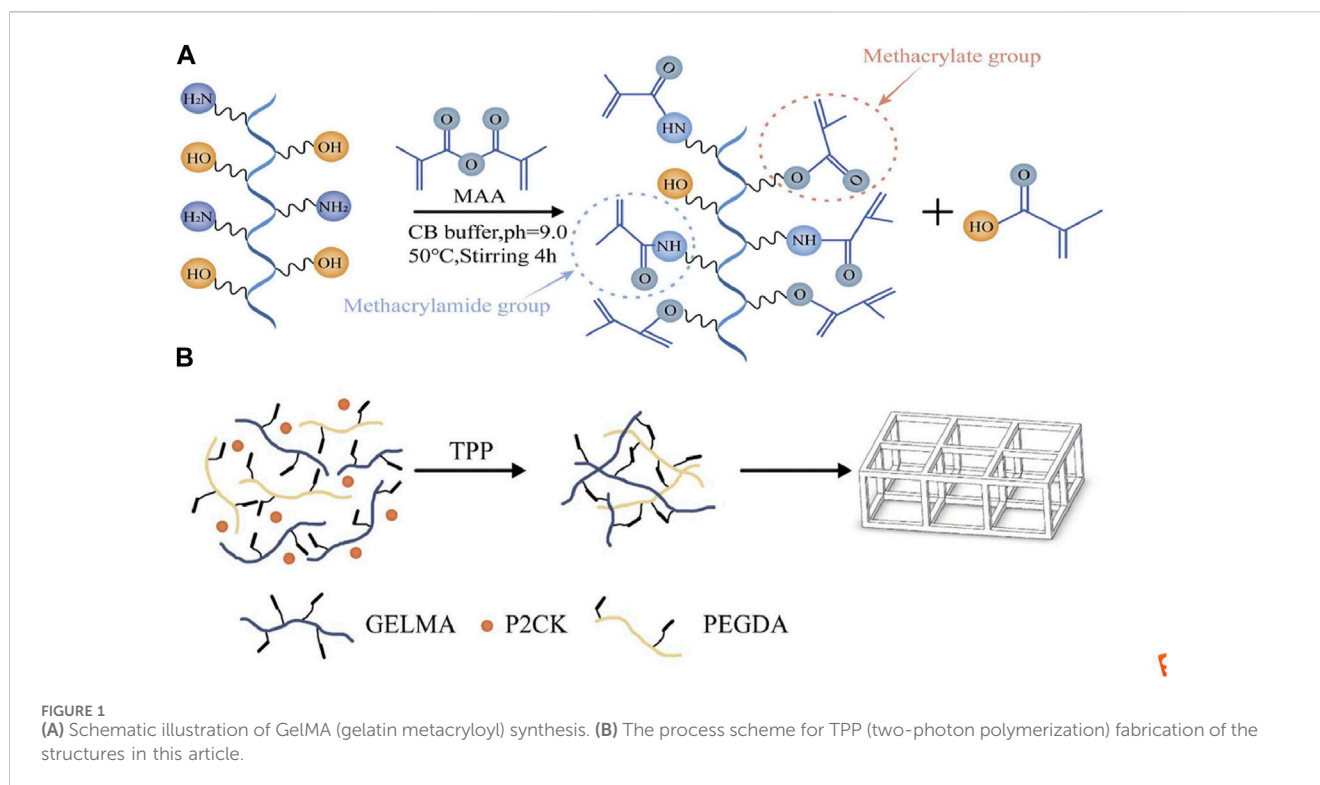 A
Methacrylate group
O
H₂N
O
O
HN
OH
HO
O
O
O
O
HO
MAA
H₂N
NH₂
CB buffer,ph=9.0
NH
NH
+
HO
O
50°C,Stirring 4h
HO
OH
O
O
Methacrylamide group
O
O
B
TPP
GELMA
P2CK
PEGDA
FIGURE 1
(A) Schematic illustration of GelMA (gelatin metacryloyl) synthesis. (B) The process scheme for TPP (two-photon polymerization) fabrication of the
structures in this article.